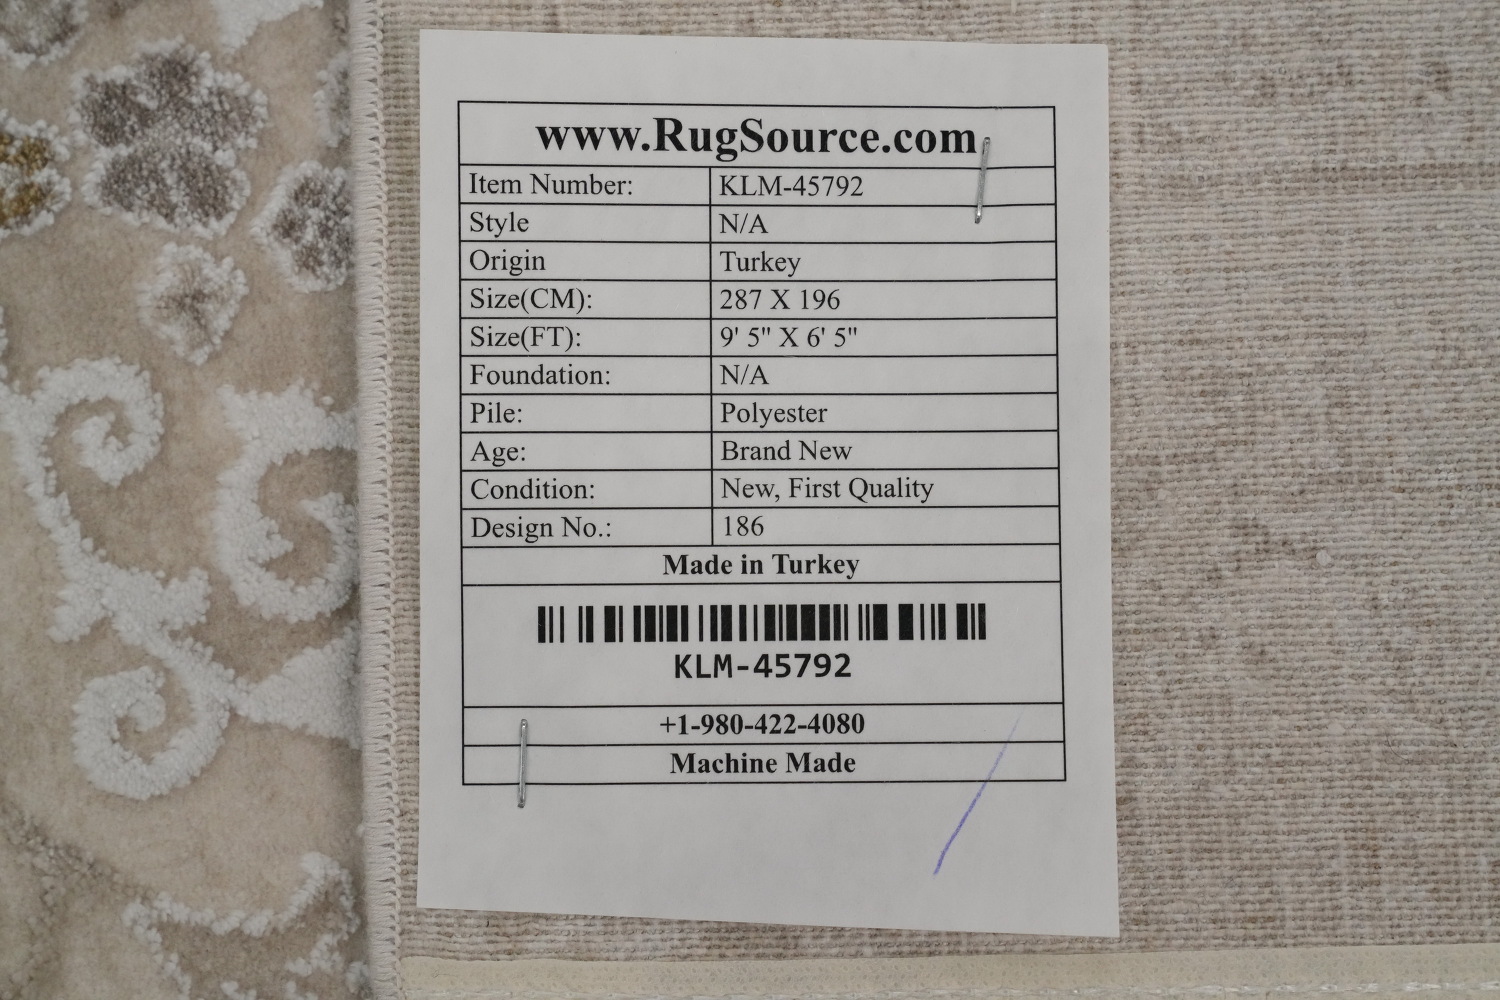 www.RugSource.com
Item Number: KLM-45792
Style N/A
Origin Turkey
Size(CM): 287 X 196
Size(FT): 9' 5" X 6' 5"
Foundation: N/A
Pile: Polyester
Age: Brand New
Condition: New, First Quality
Design No.: 186
Made in Turkey
KLM-45792
+1-980-422-4080
Machine Made